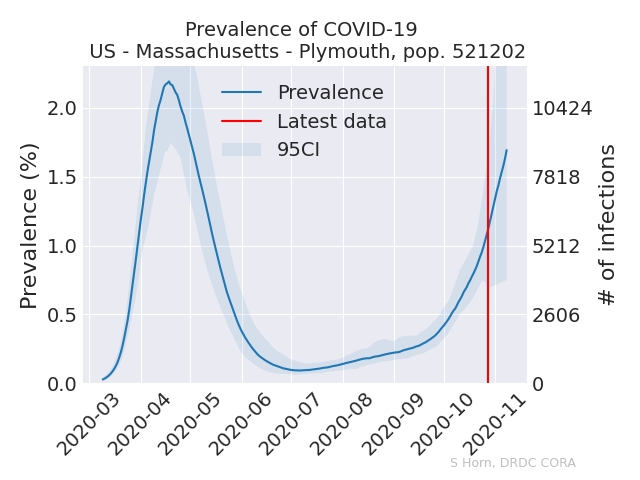 Prevalence of COVID-19
US - Massachusetts - Plymouth, pop. 521202
Prevalence
Latest data
95CI
Prevalence (%)
2.0
1.5
1.0
0.5
0.0
10424
7818
5212
2606
0
# of infections
2020-03
2020-04
2020-05
2020-06
2020-07
2020-08
2020-09
2020-10
2020-11
S Horn, DRDC CORA